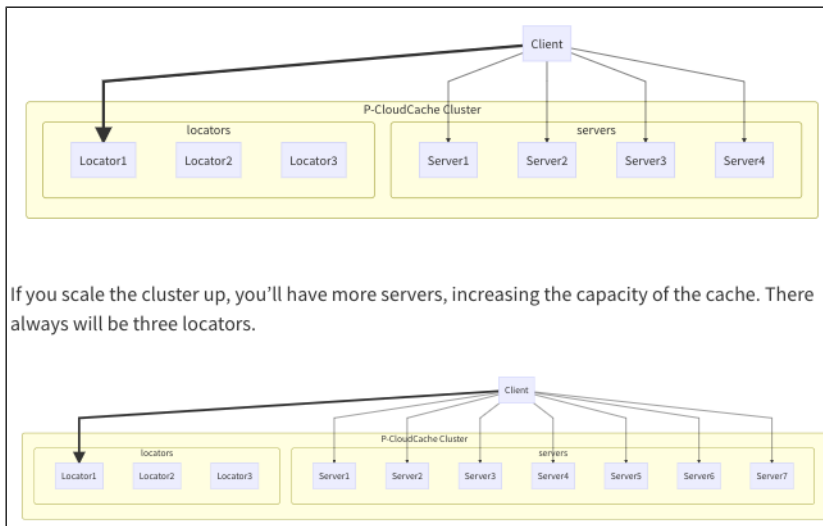 Client
P-CloudCache Cluster
locators
servers
Locator1
Locator2
Locator3
Server1
Server2
Server3
Server4
If you scale the cluster up, you’ll have more servers, increasing the capacity of the cache. There
always will be three locators.
Client
P-CloudCache Cluster
locators
servers
Locator1
Locator2
Locator3
Server1
Server2
Server3
Server4
Server5
Server6
Server7